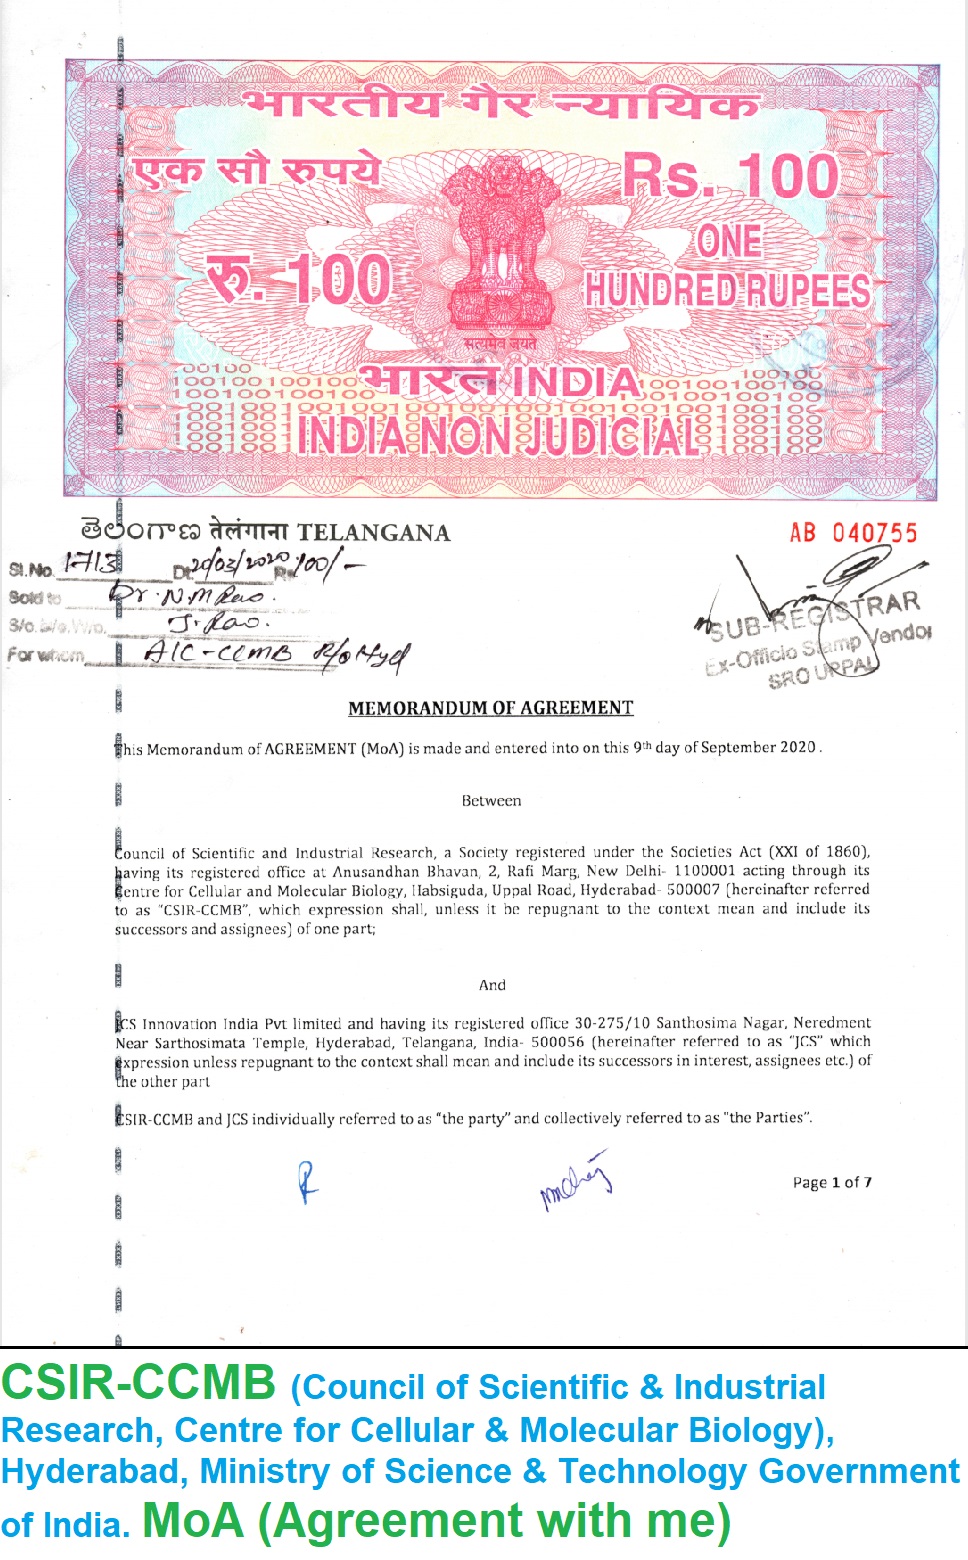 भारतीय गैर न्यायिक
एक सौ रुपये
Rs. 100
रु. 100
ONE
HUNDRED RUPEES
सत्यमेव जयते
भारत INDIA
INDIA NON JUDICIAL
తెలంగాణ तेलंगाना TELANGANA
AB 040755
Sl.No. 1713 Dt. 20/03/2020 Rs. 100/-
Sold to Dr. N.M Rao.
S/o.D/o.W/o. J. Rao.
For whom AIC-CCMB R/o Hyd
SUB-REGISTRAR
Ex-Officio Stamp Vendor
SRO UPPAL
MEMORANDUM OF AGREEMENT
This Memorandum of AGREEMENT (MoA) is made and entered into on this 9th day of September 2020 .
Between
Council of Scientific and Industrial Research, a Society registered under the Societies Act (XXI of 1860),
having its registered office at Anusandhan Bhavan, 2, Rafi Marg, New Delhi- 1100001 acting through its
Centre for Cellular and Molecular Biology, Habsiguda, Uppal Road, Hyderabad- 500007 [hereinafter referred
to as "CSIR-CCMB", which expression shall, unless it be repugnant to the context mean and include its
successors and assignees] of one part;
And
JCS Innovation India Pvt limited and having its registered office 30-275/10 Santhosima Nagar, Neredment
Near Sarthosimata Temple, Hyderabad, Telangana, India- 500056 (hereinafter referred to as "JCS" which
expression unless repugnant to the context shall mean and include its successors in interest, assignees etc.) of
the other part
CSIR-CCMB and JCS individually referred to as "the party" and collectively referred to as "the Parties".
Page 1 of 7
CSIR-CCMB (Council of Scientific & Industrial
Research, Centre for Cellular & Molecular Biology),
Hyderabad, Ministry of Science & Technology Government
of India. MoA (Agreement with me)